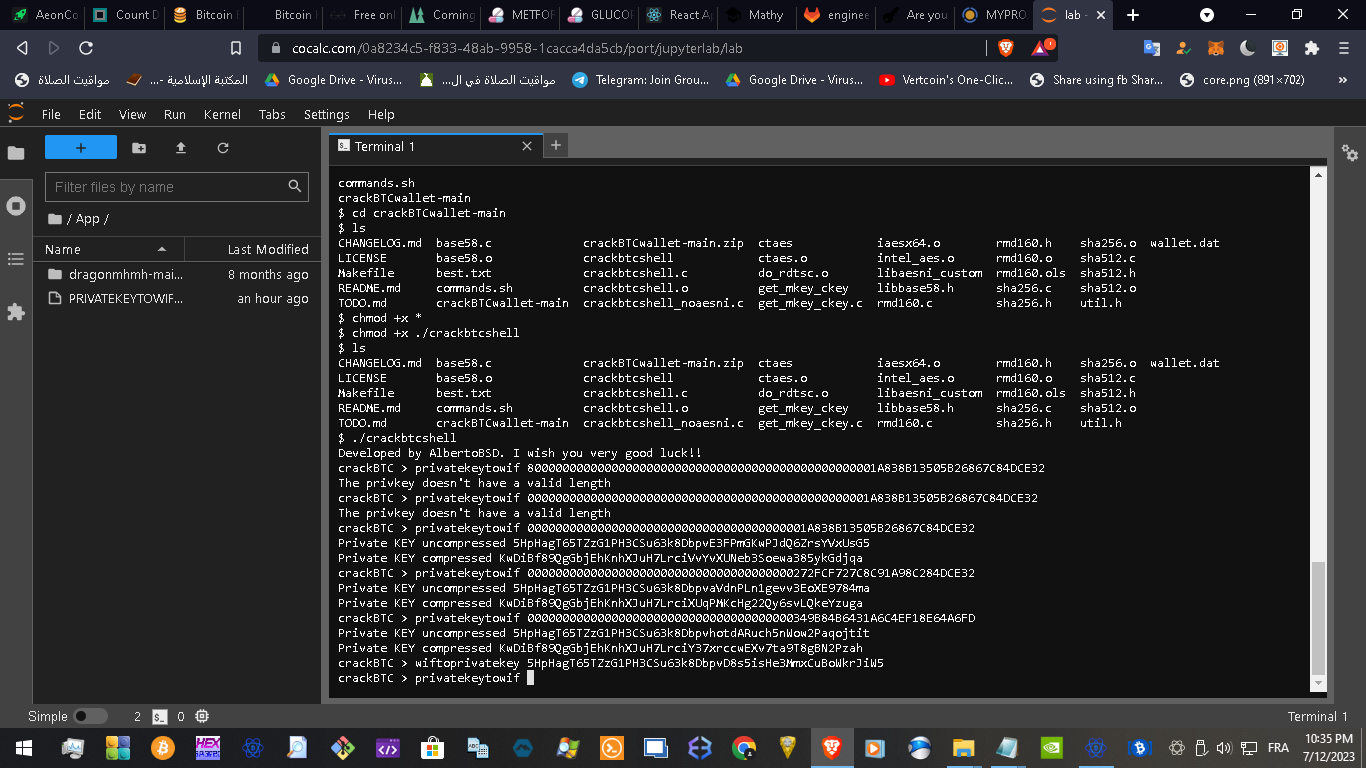 AeonCo
Count D
Bitcoin
Bitcoin
Free onl
Coming
METFOR
GLUCOP
React Ap
Mathy
enginee
Are you
MYPRO.
lab -
cocalc.com/0a8234c5-f833-48ab-9958-1cacca4da5cb/port/jupyterlab/lab
مواقيت الصلاة
المكتبة الإسلامية -...
Google Drive - Virus...
مواقيت الصلاة في ال...
Telegram: Join Grou...
Google Drive - Virus...
Vertcoin's One-Clic...
Share using fb Shar...
core.png (891×702)
File Edit View Run Kernel Tabs Settings Help
Terminal 1
Filter files by name
/ App /
Name Last Modified
dragonmhmh-mai... 8 months ago
PRIVATEKEYTOWIF... an hour ago
commands.sh
crackBTCwallet-main
$ cd crackBTCwallet-main
$ ls
CHANGELOG.md base58.c crackBTCwallet-main.zip ctaes iaesx64.o rmd160.h sha256.o wallet.dat
LICENSE base58.o crackbtcshell ctaes.o intel_aes.o rmd160.o sha512.c
Makefile best.txt crackbtcshell.c do_rdtsc.o libaesni_custom rmd160.ols sha512.h
README.md commands.sh crackbtcshell.o get_mkey_ckey libbase58.h sha256.c sha512.o
TODO.md crackBTCwallet-main crackbtcshell_noaesni.c get_mkey_ckey.c rmd160.c sha256.h util.h
$ chmod +x *
$ chmod +x ./crackbtcshell
$ ls
CHANGELOG.md base58.c crackBTCwallet-main.zip ctaes iaesx64.o rmd160.h sha256.o wallet.dat
LICENSE base58.o crackbtcshell ctaes.o intel_aes.o rmd160.o sha512.c
Makefile best.txt crackbtcshell.c do_rdtsc.o libaesni_custom rmd160.ols sha512.h
README.md commands.sh crackbtcshell.o get_mkey_ckey libbase58.h sha256.c sha512.o
TODO.md crackBTCwallet-main crackbtcshell_noaesni.c get_mkey_ckey.c rmd160.c sha256.h util.h
$ ./crackbtcshell
Developed by AlbertoBSD. I wish you very good luck!!
crackBTC > privatekeytowif 8000000000000000000000000000000000000000000000001A838B13505B26867C84DCE32
The privkey doesn't have a valid length
crackBTC > privatekeytowif 000000000000000000000000000000000000000000000001A838B13505B26867C84DCE32
The privkey doesn't have a valid length
crackBTC > privatekeytowif 000000000000000000000000000000000000001A838B13505B26867C84DCE32
Private KEY uncompressed 5HpHagT65TZzG1PH3CSu63k8DbpvE3FPmGKwPJdQ6ZrsYVxUsG5
Private KEY compressed KwDiBf89QgGbjEhKnhXJuH7LrciVvYvXUNeb3Soewa385ykGdjqa
crackBTC > privatekeytowif 00000000000000000000000000000000000000272FCF727C8C91A98C284DCE32
Private KEY uncompressed 5HpHagT65TZzG1PH3CSu63k8DbpvaVdnPLn1gevv3EoXE9784ma
Private KEY compressed KwDiBf89QgGbjEhKnhXJuH7LrciXUqPMKcHg22Qy6svLQkeYzuga
crackBTC > privatekeytowif 00000000000000000000000000000000000000349B84B6431A6C4EF18E64A6FD
Private KEY uncompressed 5HpHagT65TZzG1PH3CSu63k8DbpvhotdARuch5nWow2Paqojtit
Private KEY compressed KwDiBf89QgGbjEhKnhXJuH7LrciY37xrccwEXv7ta9T8gBN2Pzah
crackBTC > wiftoprivatekey 5HpHagT65TZzG1PH3CSu63k8DbpvD8s5isHe3MmxCuBoWkrJiW5
crackBTC > privatekeytowif
Simple 2 0 Terminal 1
FRA
10:35 PM
7/12/2023